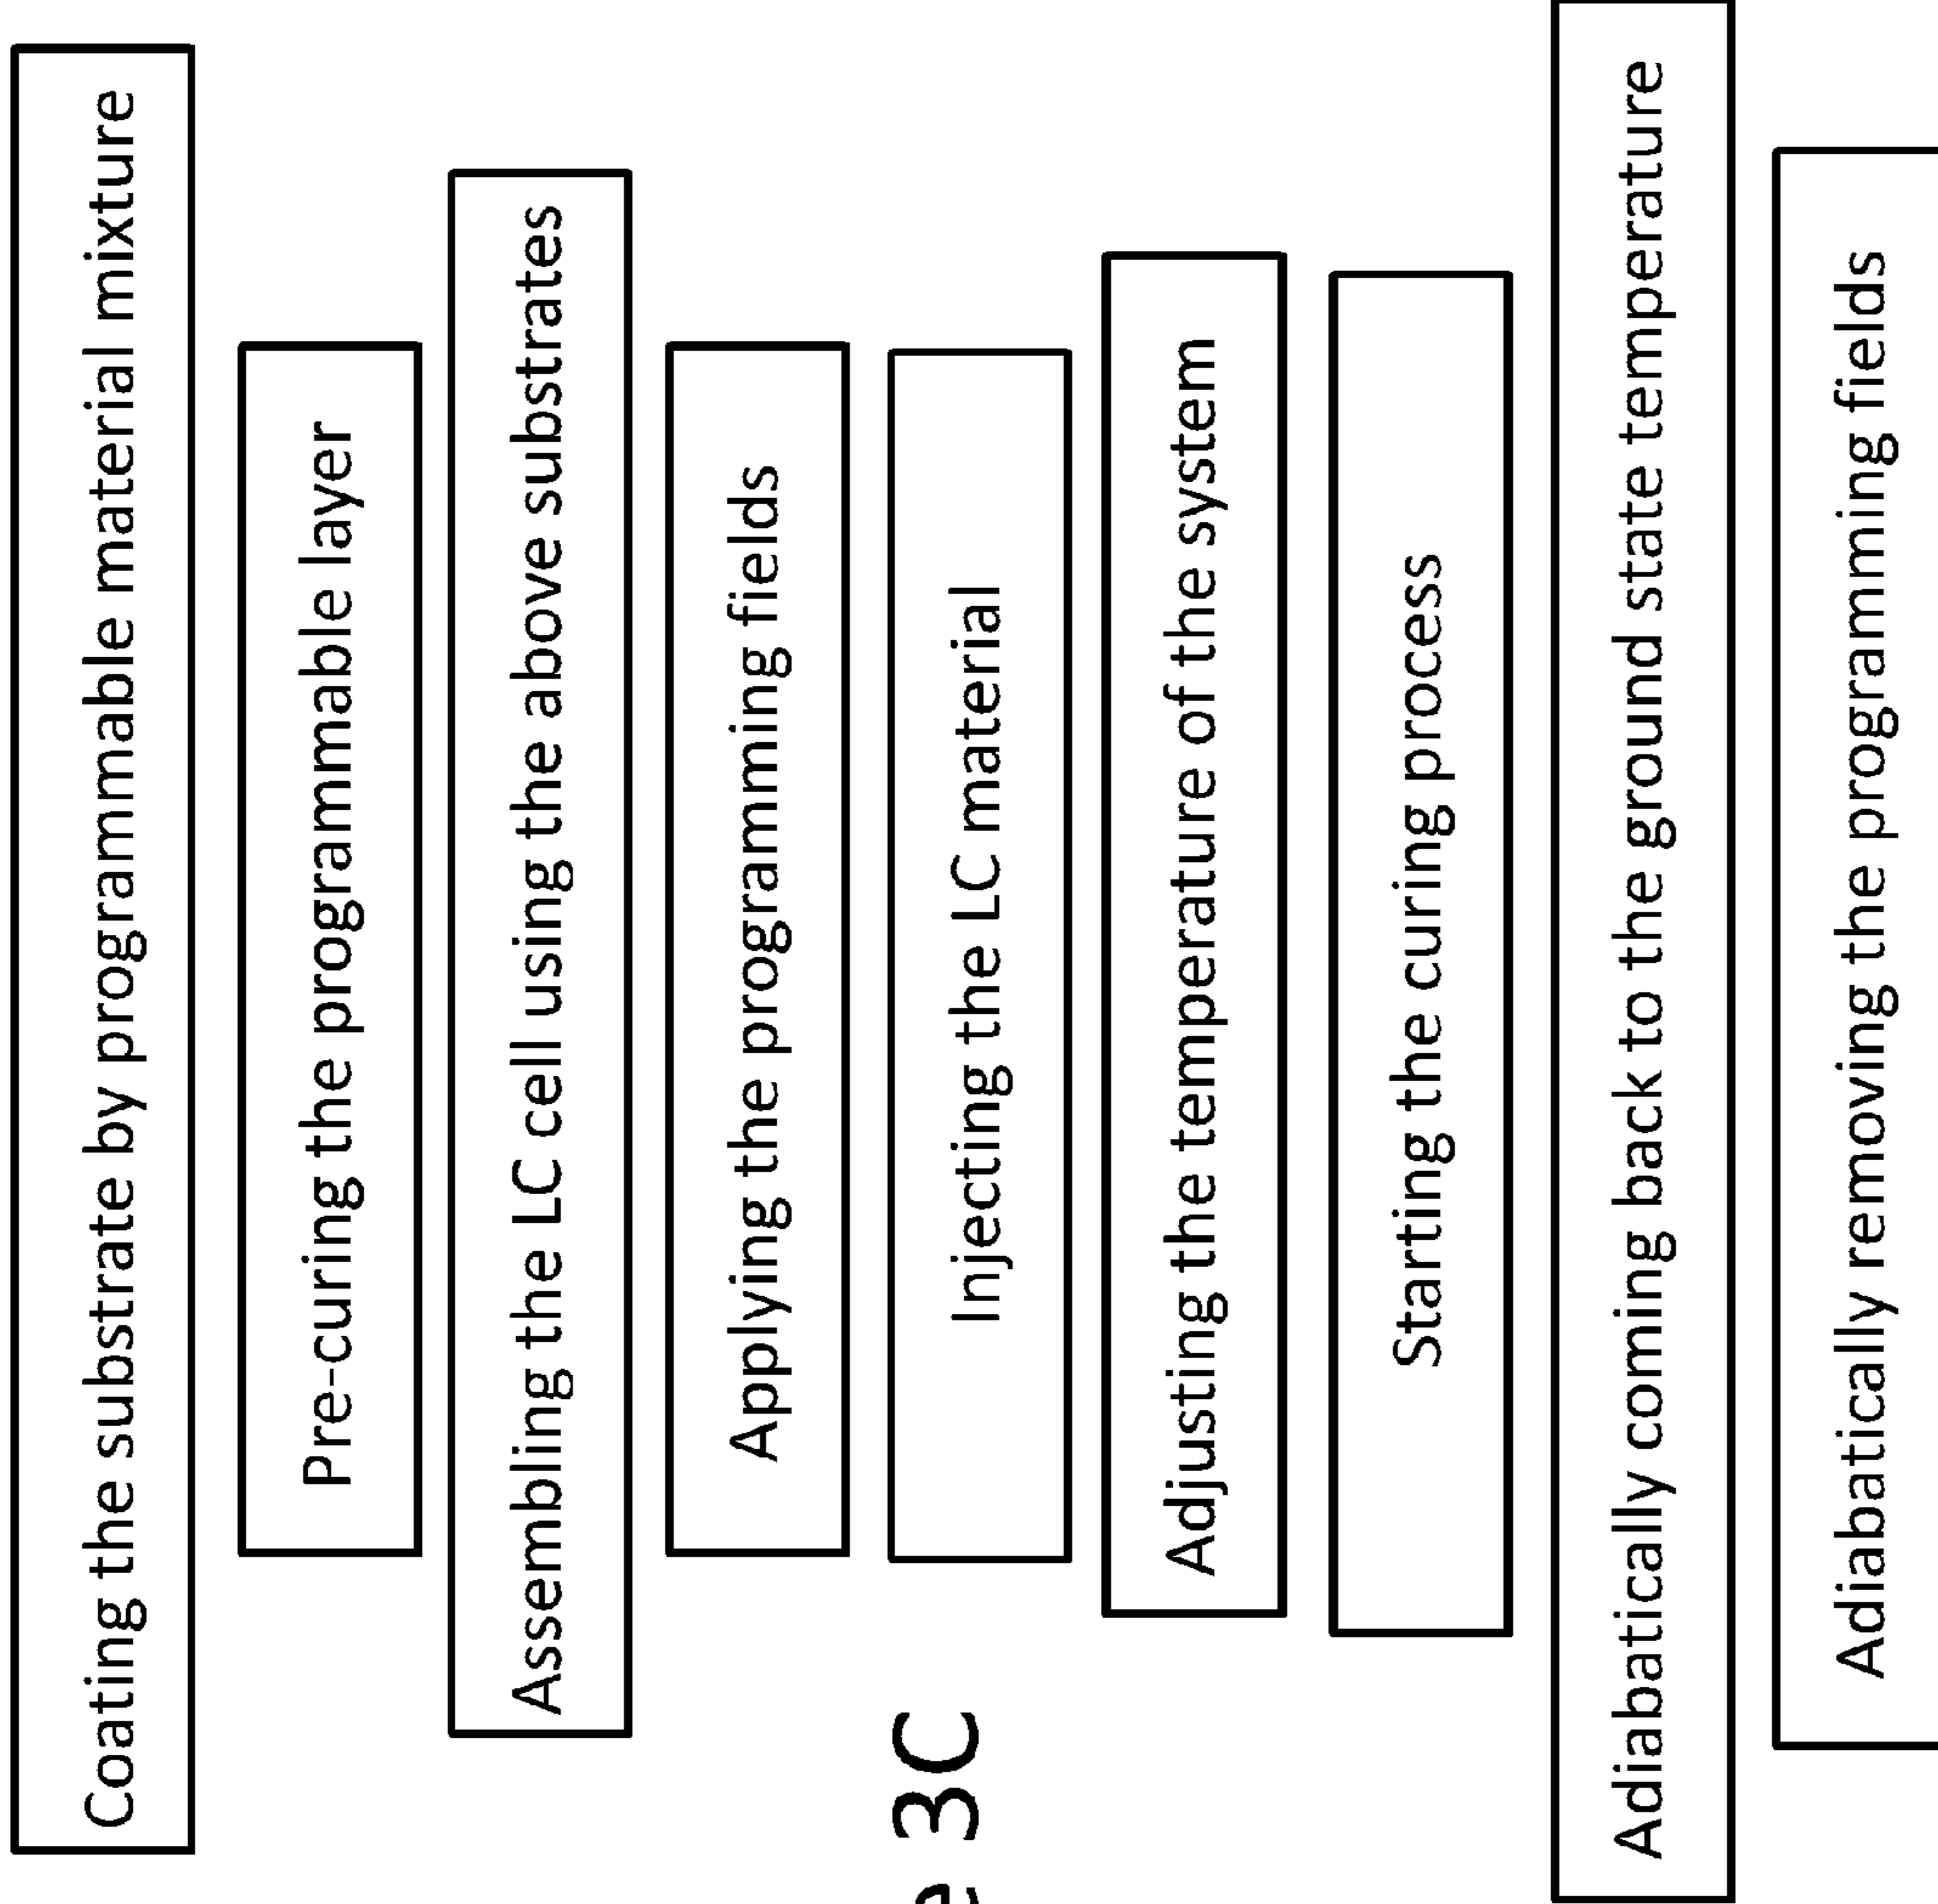 Coating the substrate by programmable material mixture
Pre-curing the programmable layer
Assembling the LC cell using the above substrates
Applying the programming fields
Injecting the LC material
Adjusting the temperature of the system
Starting the curing process
Adiabatically coming back to the ground state temperature
Adiabatically removing the programming fields
e 3C